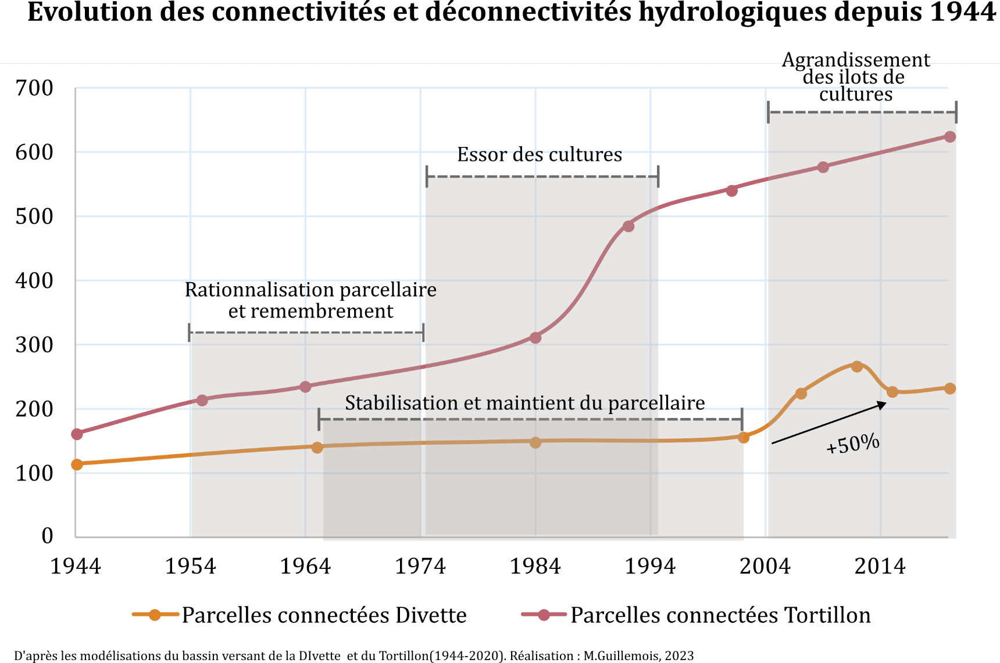 Evolution des connectivités et déconnectivités hydrologiques depuis 1944
Agrandissement
des ilots de
cultures
700
600
500
400
300
200
100
0
Essor des cultures
Rationnalisation parcellaire
et remembrement
Stabilisation et maintient du parcellaire
+50%
1944 1954 1964 1974 1984 1994 2004 2014
Parcelles connectées Divette Parcelles connectées Tortillon
D'après les modélisations du bassin versant de la DIvette et du Tortillon(1944-2020). Réalisation : M.Guillemois, 2023